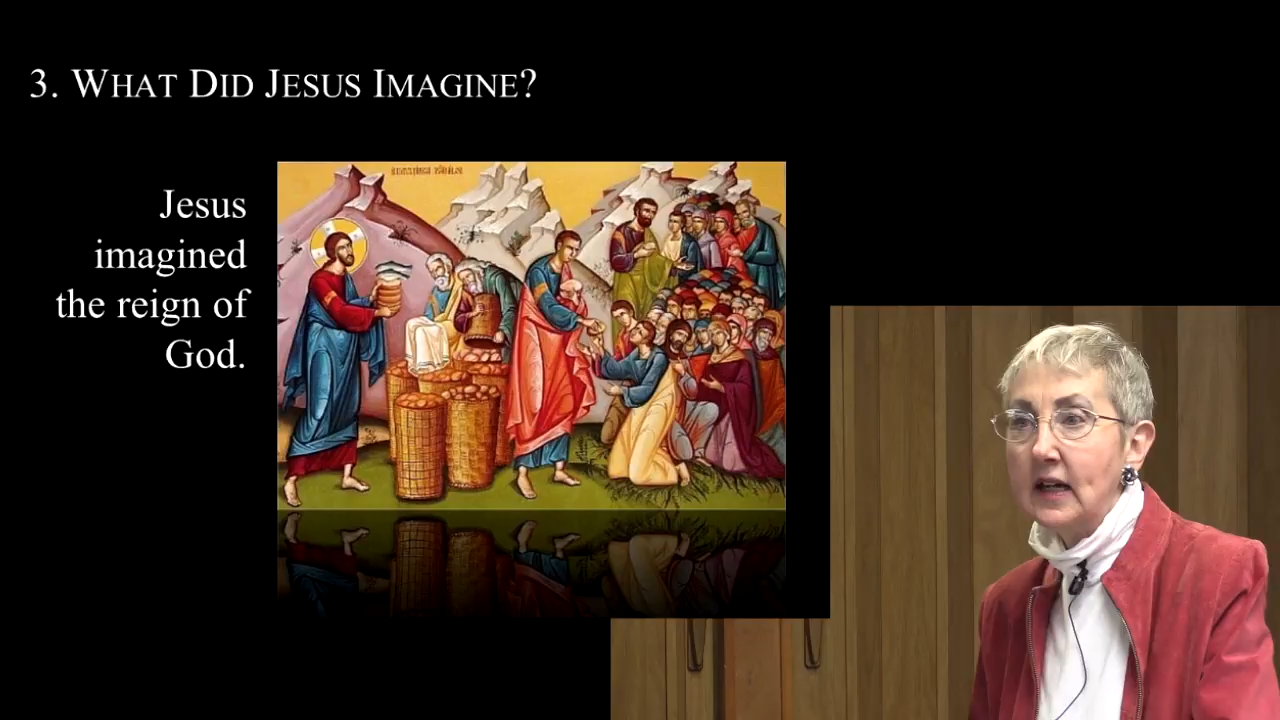 3. WHAT DID JESUS IMAGINE?
Jesus
imagined
the reign of
God.